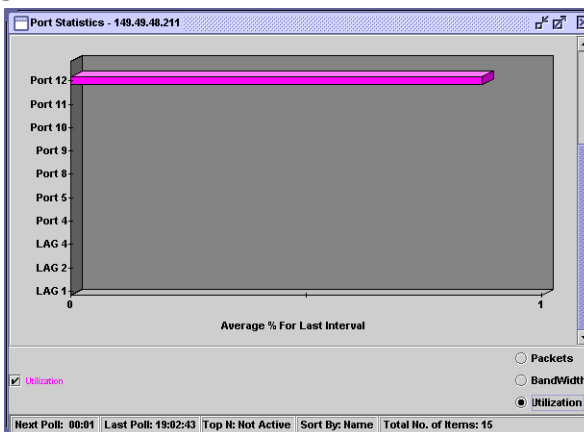 Port Statistics - 149.49.48.211
Port 12
Port 11
Port 10
Port 9
Port 8
Port 5
Port 4
LAG 4
LAG 2
LAG 1
0 1
Average % For Last Interval
Packets
Utilization BandWidth
Utilization
Next Poll: 00:01 Last Poll: 19:02:43 Top N: Not Active Sort By: Name Total No. of Items: 15